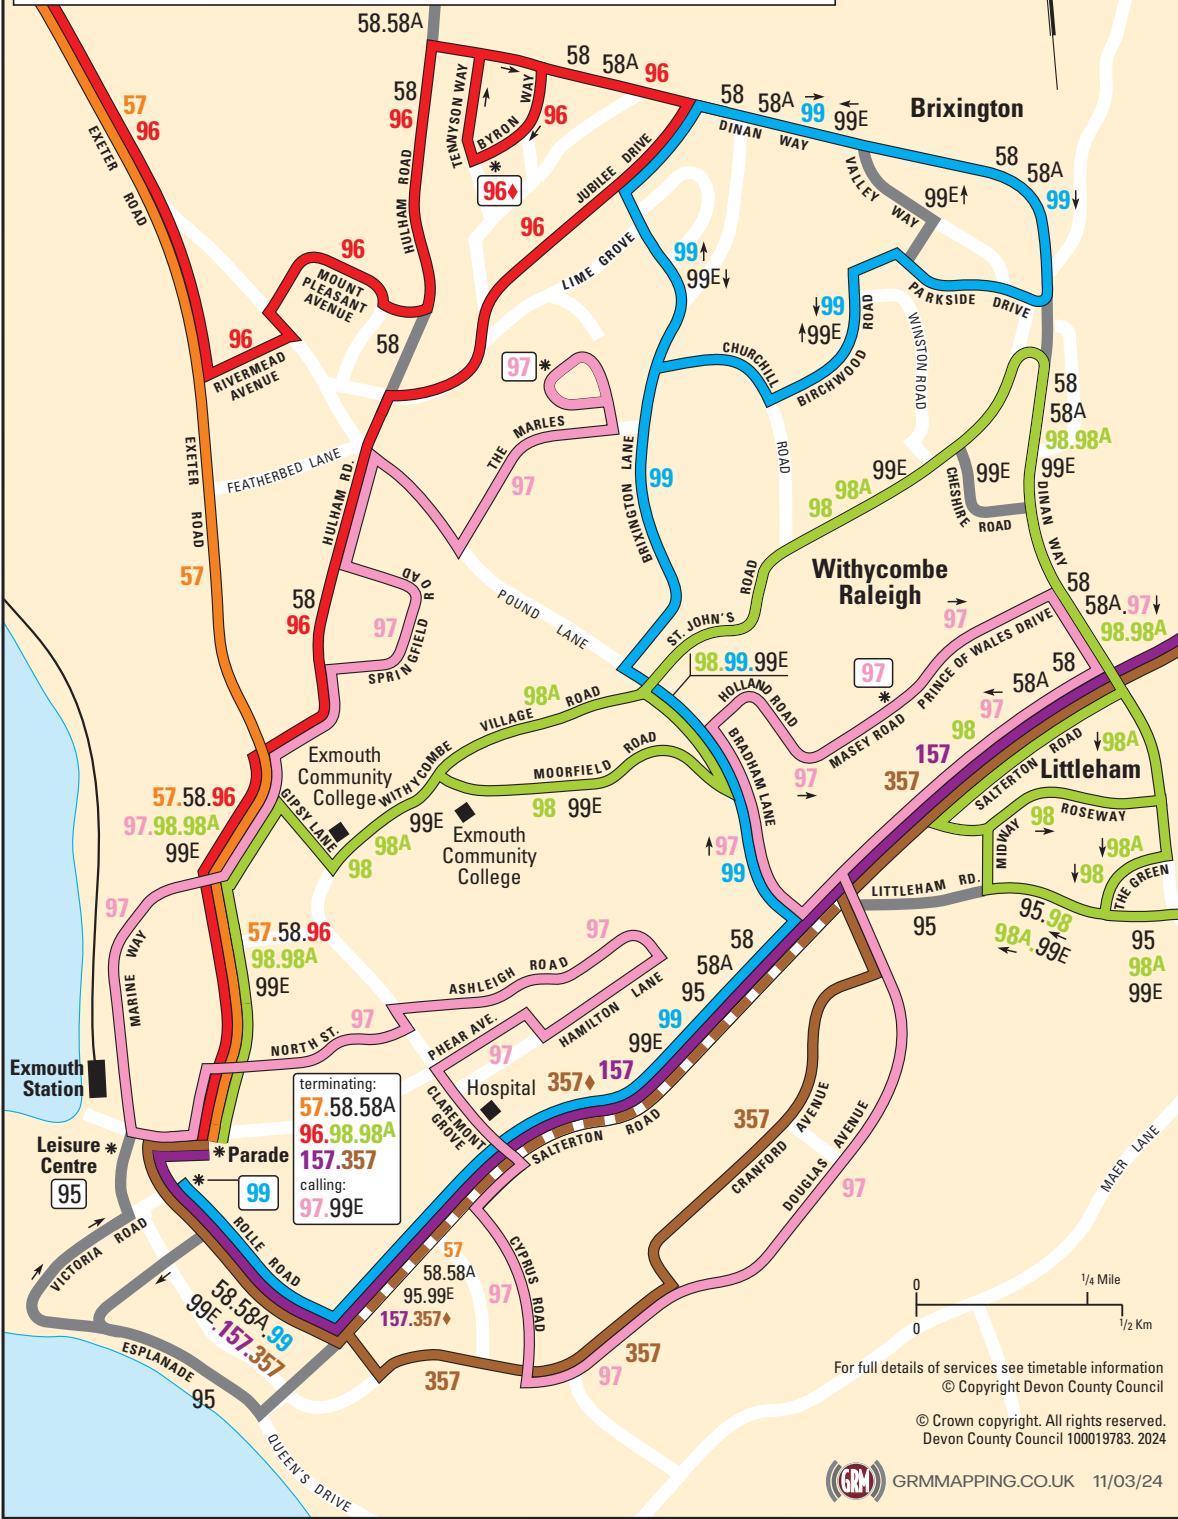 58.58A
58
58A
96
58
58A
99
99E
Brixington
57
96
EXETER
ROAD
58
96
HULHAM ROAD
TENNYSON WAY
BYRON
WAY
96
96♦
DINAN WAY
VALLEY WAY
99E
58
58A
99
JUBILEE DRIVE
96
LIME GROVE
99
99E
96
MOUNT
PLEASANT
AVENUE
99
99E
BIRCHWOOD
ROAD
PARKSIDE DRIVE
WINSTON ROAD
96
RIVERMEAD
AVENUE
58
97
CHURCHILL
ROAD
58
58A
98.98A
99E
THE MARLES
97
FEATHERBED LANE
HULHAM RD.
EXETER
ROAD
57
BRIXINGTON LANE
99
99E
98A
98
CHESHIRE
ROAD
99E
DINAN WAY
Withycombe
Raleigh
58
58A.97
98.98A
58
96
97
SPRINGFIELD
ROAD
POUND LANE
ST. JOHN'S
ROAD
98.99.99E
97
PRINCE OF WALES DRIVE
97
MASEY ROAD
HOLLAND ROAD
97
58
58A
97
98
157
357
SALTERTON
ROAD
98A
Littleham
98A
VILLAGE ROAD
WITHYCOMBE
MOORFIELD ROAD
98
99E
BRADHAM LANE
97
99
Exmouth
Community
College
GIPSY LANE
57.58.96
97.98.98A
99E
99E
98A
98
Exmouth
Community
College
MIDWAY
98
ROSEWAY
98A
98
THE GREEN
LITTLEHAM RD.
95
95.98
98A.99E
95
98A
99E
97
MARINE WAY
57.58.96
98.98A
99E
97
ASHLEIGH ROAD
97
NORTH ST.
PHEAR AVE.
97
HAMILTON LANE
58
58A
95
99
99E
157
357♦
Hospital
CLAREMONT
GROVE
SALTERTON
ROAD
Exmouth
Station
terminating:
57.58.58A
96.98.98A
157.357
calling:
97.99E
Leisure
Centre
95
Parade
99
ROLLE
ROAD
VICTORIA ROAD
58.58A.99
99E.157.357
57
58.58A
95.99E
157.357♦
CYPRUS ROAD
97
357
CRANFORD AVENUE
DOUGLAS AVENUE
97
MAER LANE
ESPLANADE
95
QUEEN'S DRIVE
357
357
97
0
1/4 Mile
0
1/2 Km
For full details of services see timetable information
© Copyright Devon County Council
© Crown copyright. All rights reserved.
Devon County Council 100019783. 2024
GRM
GRMMAPPING.CO.UK 11/03/24